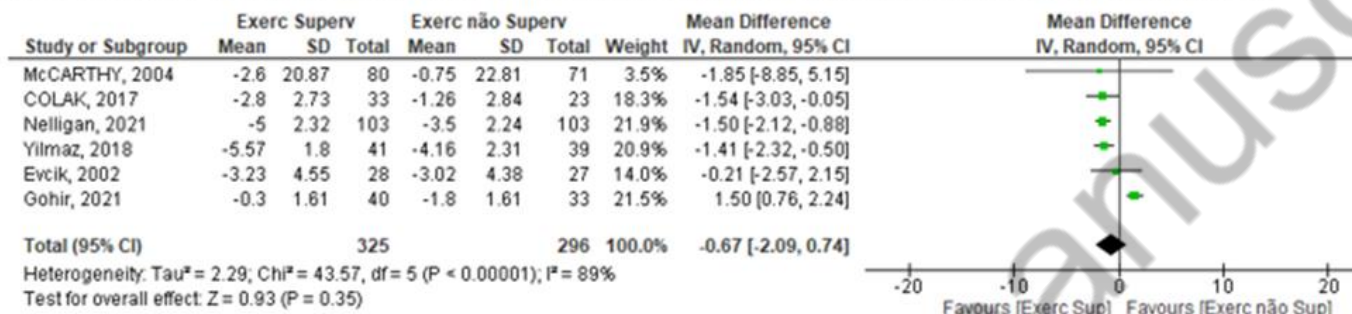 Exerc Superv Exerc não Superv Mean Difference Mean Difference
Study or Subgroup Mean SD Total Mean SD Total Weight IV, Random, 95% CI IV, Random, 95% CI
McCARTHY, 2004 -2.6 20.87 80 -0.75 22.81 71 3.5% -1.85 [-8.85, 5.15]
COLAK, 2017 -2.8 2.73 33 -1.26 2.84 23 18.3% -1.54 [-3.03, -0.05]
Nelligan, 2021 -5 2.32 103 -3.5 2.24 103 21.9% -1.50 [-2.12, -0.88]
Yilmaz, 2018 -5.57 1.8 41 -4.16 2.31 39 20.9% -1.41 [-2.32, -0.50]
Evcik, 2002 -3.23 4.55 28 -3.02 4.38 27 14.0% -0.21 [-2.57, 2.15]
Gohir, 2021 -0.3 1.61 40 -1.8 1.61 33 21.5% 1.50 [0.76, 2.24]
Total (95% CI) 325 296 100.0% -0.67 [-2.09, 0.74]
Heterogeneity: Tau² = 2.29; Chi² = 43.57, df = 5 (P < 0.00001); I² = 89%
Test for overall effect: Z = 0.93 (P = 0.35)
-20 -10 0 10 20
Favours [Exerc Sup] Favours [Exerc não Sup]